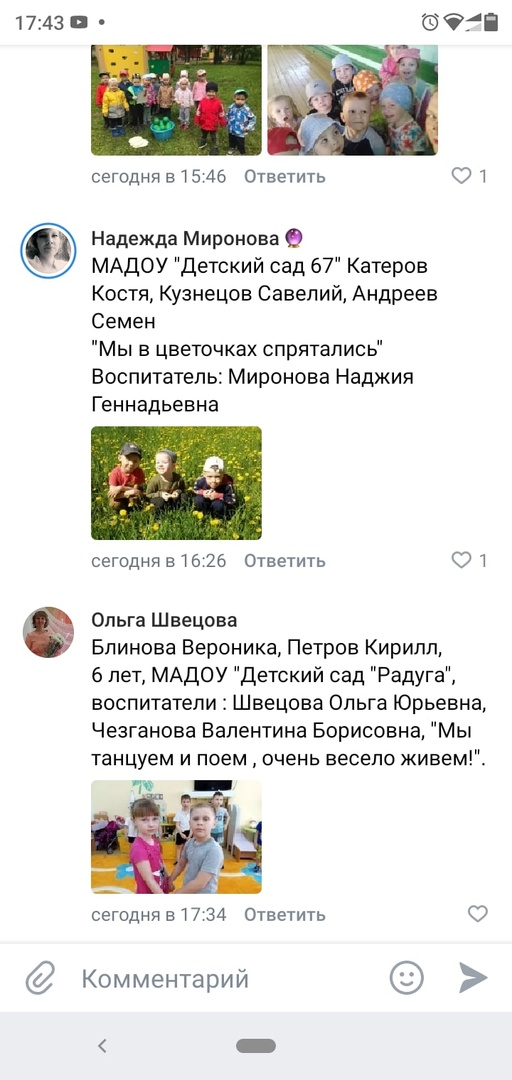 17:43
сегодня в 15:46 Ответить 1
Надежда Миронова
МАДОУ "Детский сад 67" Катеров
Костя, Кузнецов Савелий, Андреев
Семен
"Мы в цветочках спрятались"
Воспитатель: Миронова Наджия
Геннадьевна
сегодня в 16:26 Ответить 1
Ольга Швецова
Блинова Вероника, Петров Кирилл,
6 лет, МАДОУ "Детский сад "Радуга",
воспитатели : Швецова Ольга Юрьевна,
Чезганова Валентина Борисовна, "Мы
танцуем и поем , очень весело живем!".
сегодня в 17:34 Ответить
Комментарий